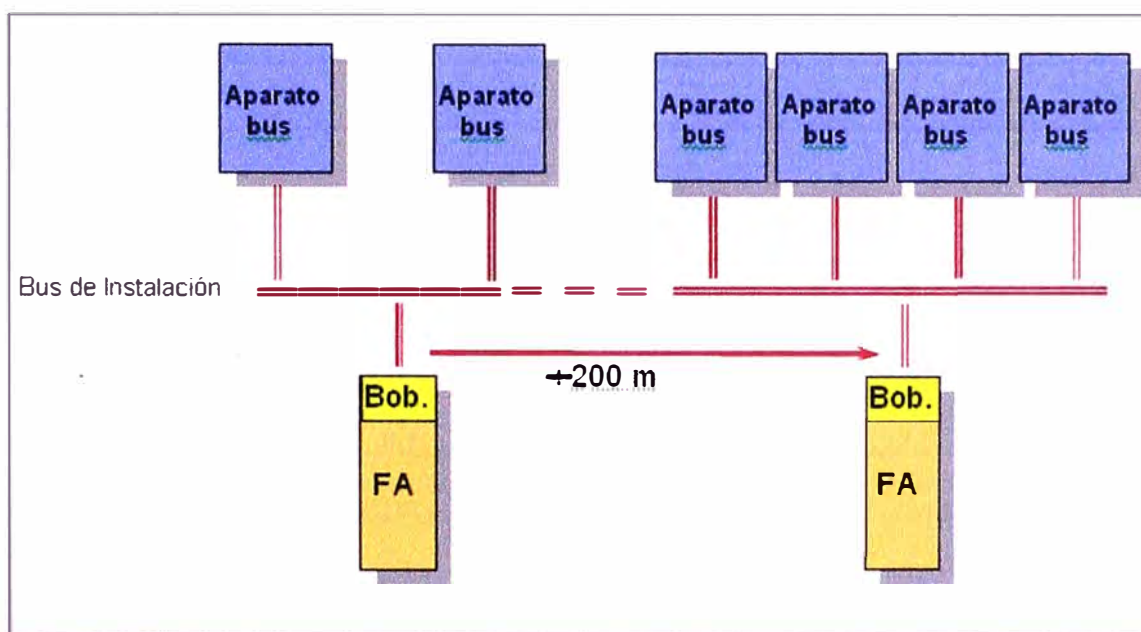 Aparato
bus
Aparato
bus
Aparato
bus
Aparato
bus
Aparato
bus
Aparato
bus
Bus de Instalación
+200 m
Bob.
FA
Bob.
FA